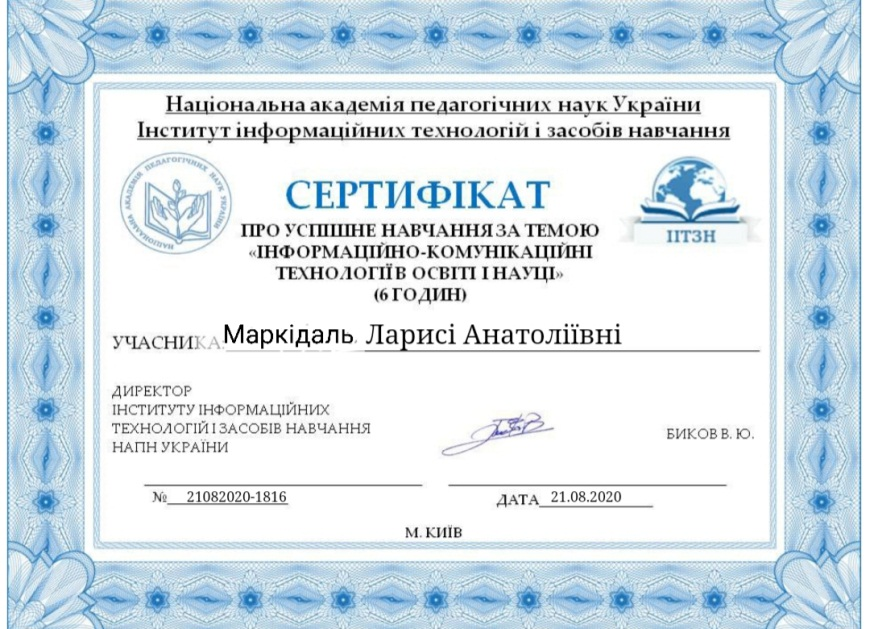 Національна академія педагогічних наук України
Інститут інформаційних технологій і засобів навчання
НАЦІОНАЛЬНА АКАДЕМІЯ ПЕДАГОГІЧНИХ НАУК УКРАЇНИ
СЕРТИФІКАТ
ІІТЗН
ПРО УСПІШНЕ НАВЧАННЯ ЗА ТЕМОЮ
«ІНФОРМАЦІЙНО-КОМУНІКАЦІЙНІ
ТЕХНОЛОГІЇ В ОСВІТІ І НАУЦІ»
(6 ГОДИН)
УЧАСНИКА: Маркідаль Ларисі Анатоліївні
ДИРЕКТОР
ІНСТИТУТУ ІНФОРМАЦІЙНИХ
ТЕХНОЛОГІЙ І ЗАСОБІВ НАВЧАННЯ
НАПН УКРАЇНИ
БИКОВ В. Ю.
№ 21082020-1816
ДАТА 21.08.2020
М. КИЇВ